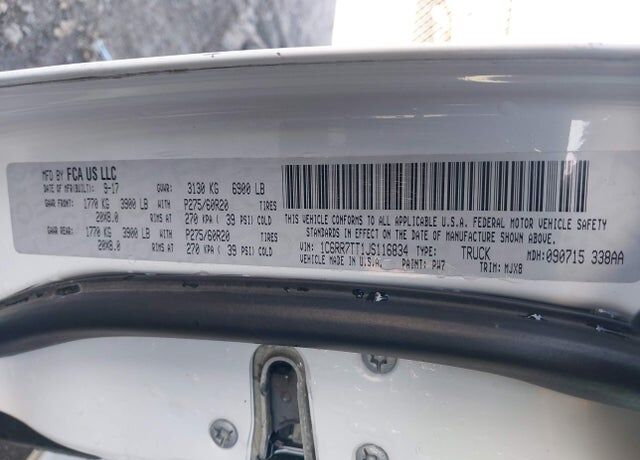 MFD BY FCA US LLC
DATE OF MFR(BUILT) 9-17 GVWR: 3130 KG 6900 LB
GAWR FRONT: 1770 KG 3900 LB WITH P275/60R20 TIRES
20X8.0 RIMS AT 270 KPA ( 39 PSI) COLD
GAWR REAR: 1770 KG 3900 LB WITH P275/60R20 TIRES
20X8.0 RIMS AT 270 KPA ( 39 PSI) COLD
THIS VEHICLE CONFORMS TO ALL APPLICABLE U.S.A. FEDERAL MOTOR VEHICLE SAFETY
STANDARDS IN EFFECT ON THE DATE OF MANUFACTURE SHOWN ABOVE.
VIN: 1C6RR7TT1JS116834 TYPE: TRUCK MDH: 090715 338AA
VEHICLE MADE IN U.S.A. PAINT: PW7 TRIM: MJX8